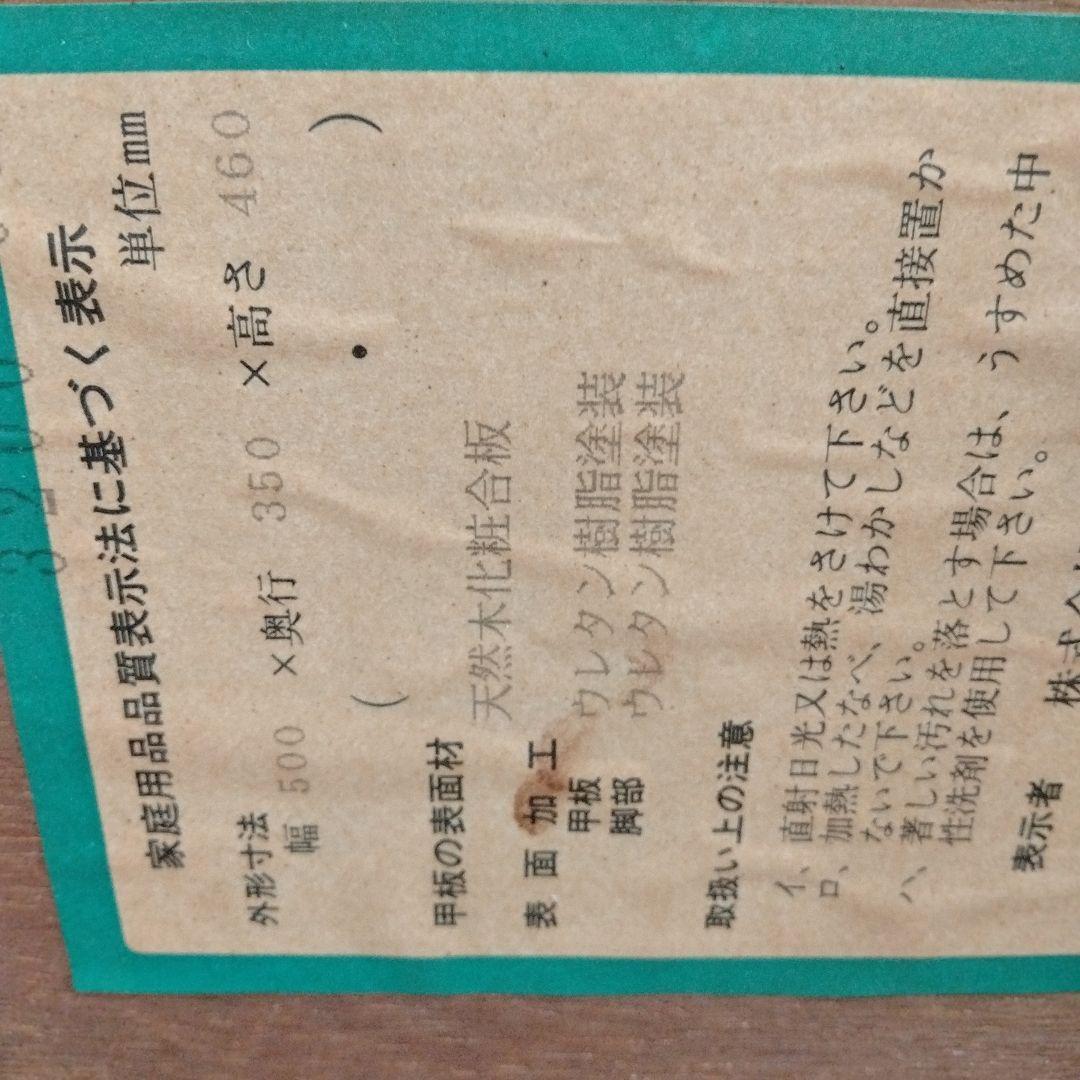 家庭用品品質表示法に基づく表示
単位mm
外形寸法
幅 500 ×奥行 350 ×高さ 460
( • )
甲板の表面材 天然木化粧合板
表面加工
甲板 ウレタン樹脂塗装
脚部 ウレタン樹脂塗装
取扱い上の注意
イ、直射日光又は熱をさけて下さい。
ロ、加熱したなべ、湯わかしなどを直接置か
ないで下さい。
ハ、著しい汚れを落とす場合は、うすめた中
性洗剤を使用して下さい。
表示者 株式会